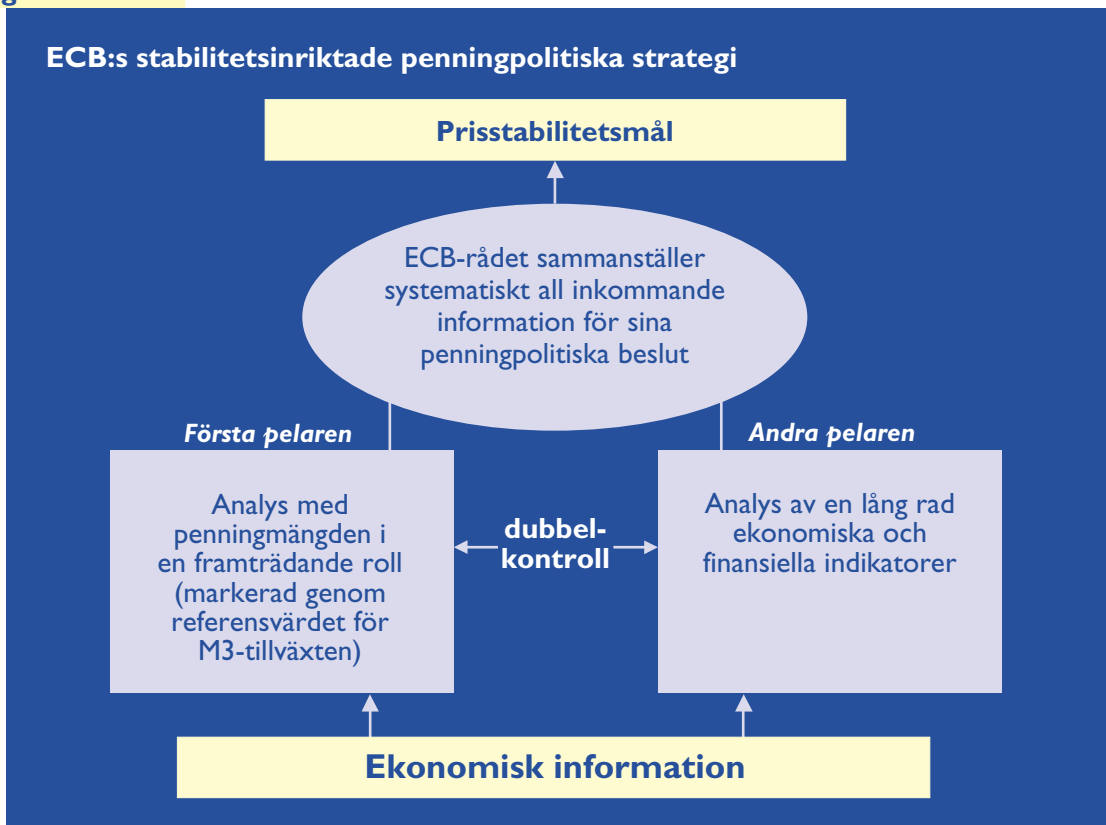 g
ECB:s stabilitetsinriktade penningpolitiska strategi
Prisstabilitetsmål
ECB-rådet sammanställer
systematiskt all inkommande
information för sina
penningpolitiska beslut
Första pelaren
Andra pelaren
Analys med
penningmängden i
en framträdande roll
(markerad genom
referensvärdet för
M3-tillväxten)
dubbel-
kontroll
Analys av en lång rad
ekonomiska och
finansiella indikatorer
Ekonomisk information